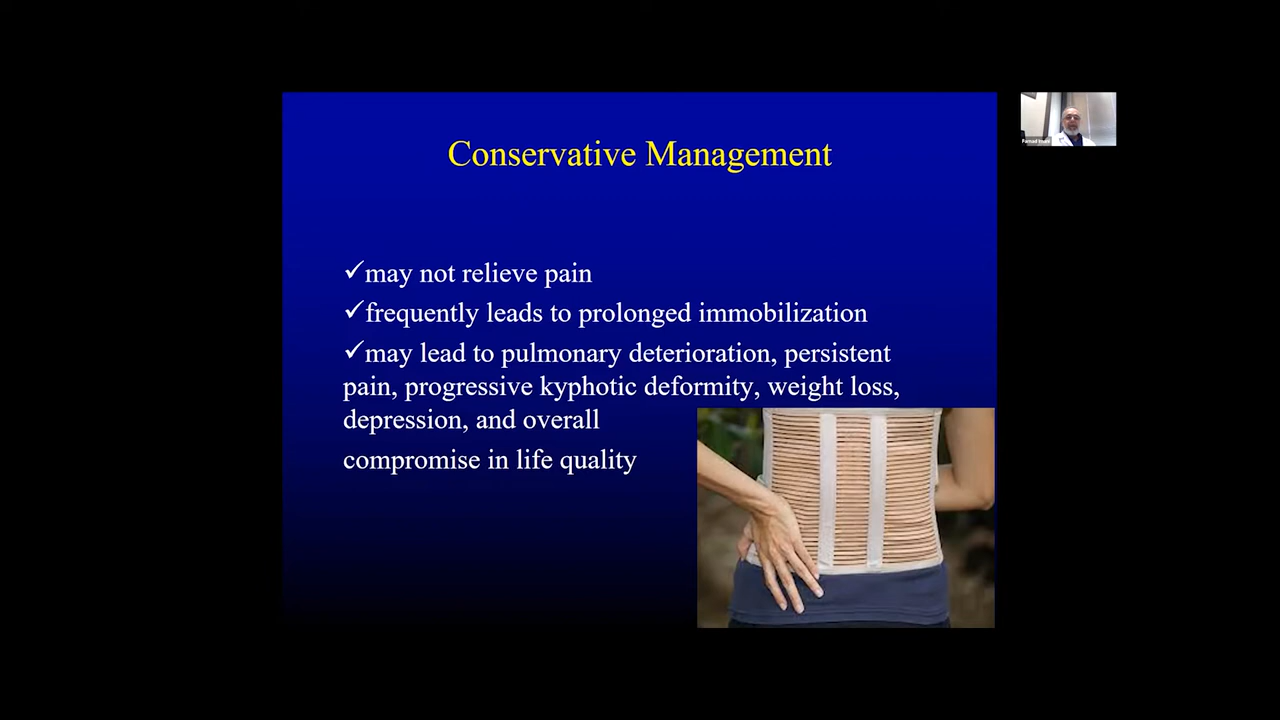 Conservative Management
✓may not relieve pain
✓frequently leads to prolonged immobilization
✓may lead to pulmonary deterioration, persistent
pain, progressive kyphotic deformity, weight loss,
depression, and overall
compromise in life quality